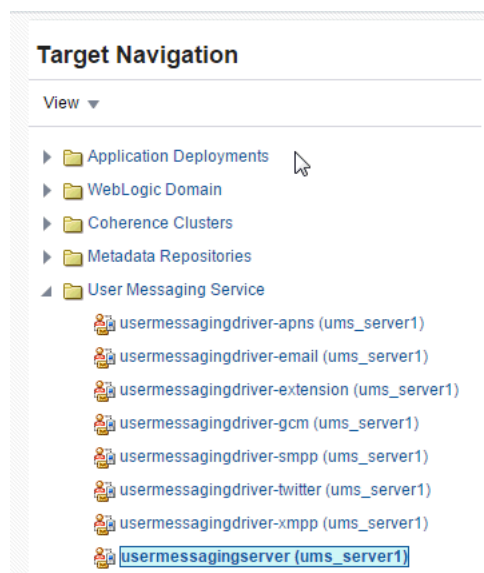 Target Navigation
View
Application Deployments
WebLogic Domain
Coherence Clusters
Metadata Repositories
User Messaging Service
usermessagingdriver-apns (ums_server1)
usermessagingdriver-email (ums_server1)
usermessagingdriver-extension (ums_server1)
usermessagingdriver-gcm (ums_server1)
usermessagingdriver-smpp (ums_server1)
usermessagingdriver-twitter (ums_server1)
usermessagingdriver-xmpp (ums_server1)
usermessagingserver (ums_server1)